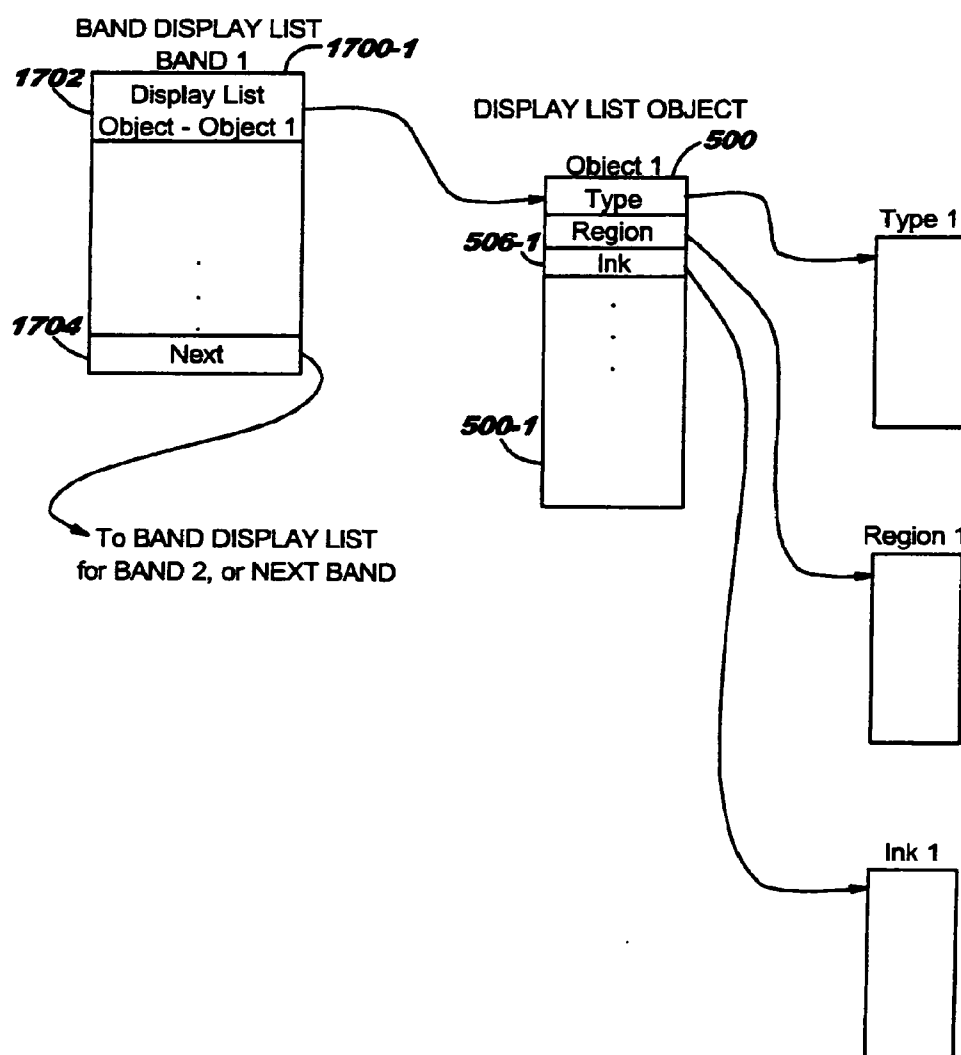 BAND DISPLAY LIST
BAND 1
1700-1
1702
Display List
Object - Object 1
DISPLAY LIST OBJECT
500
Object 1
Type
Region
506-1
Ink
Type 1
1704
Next
500-1
To BAND DISPLAY LIST
for BAND 2, or NEXT BAND
Region 1
Ink 1